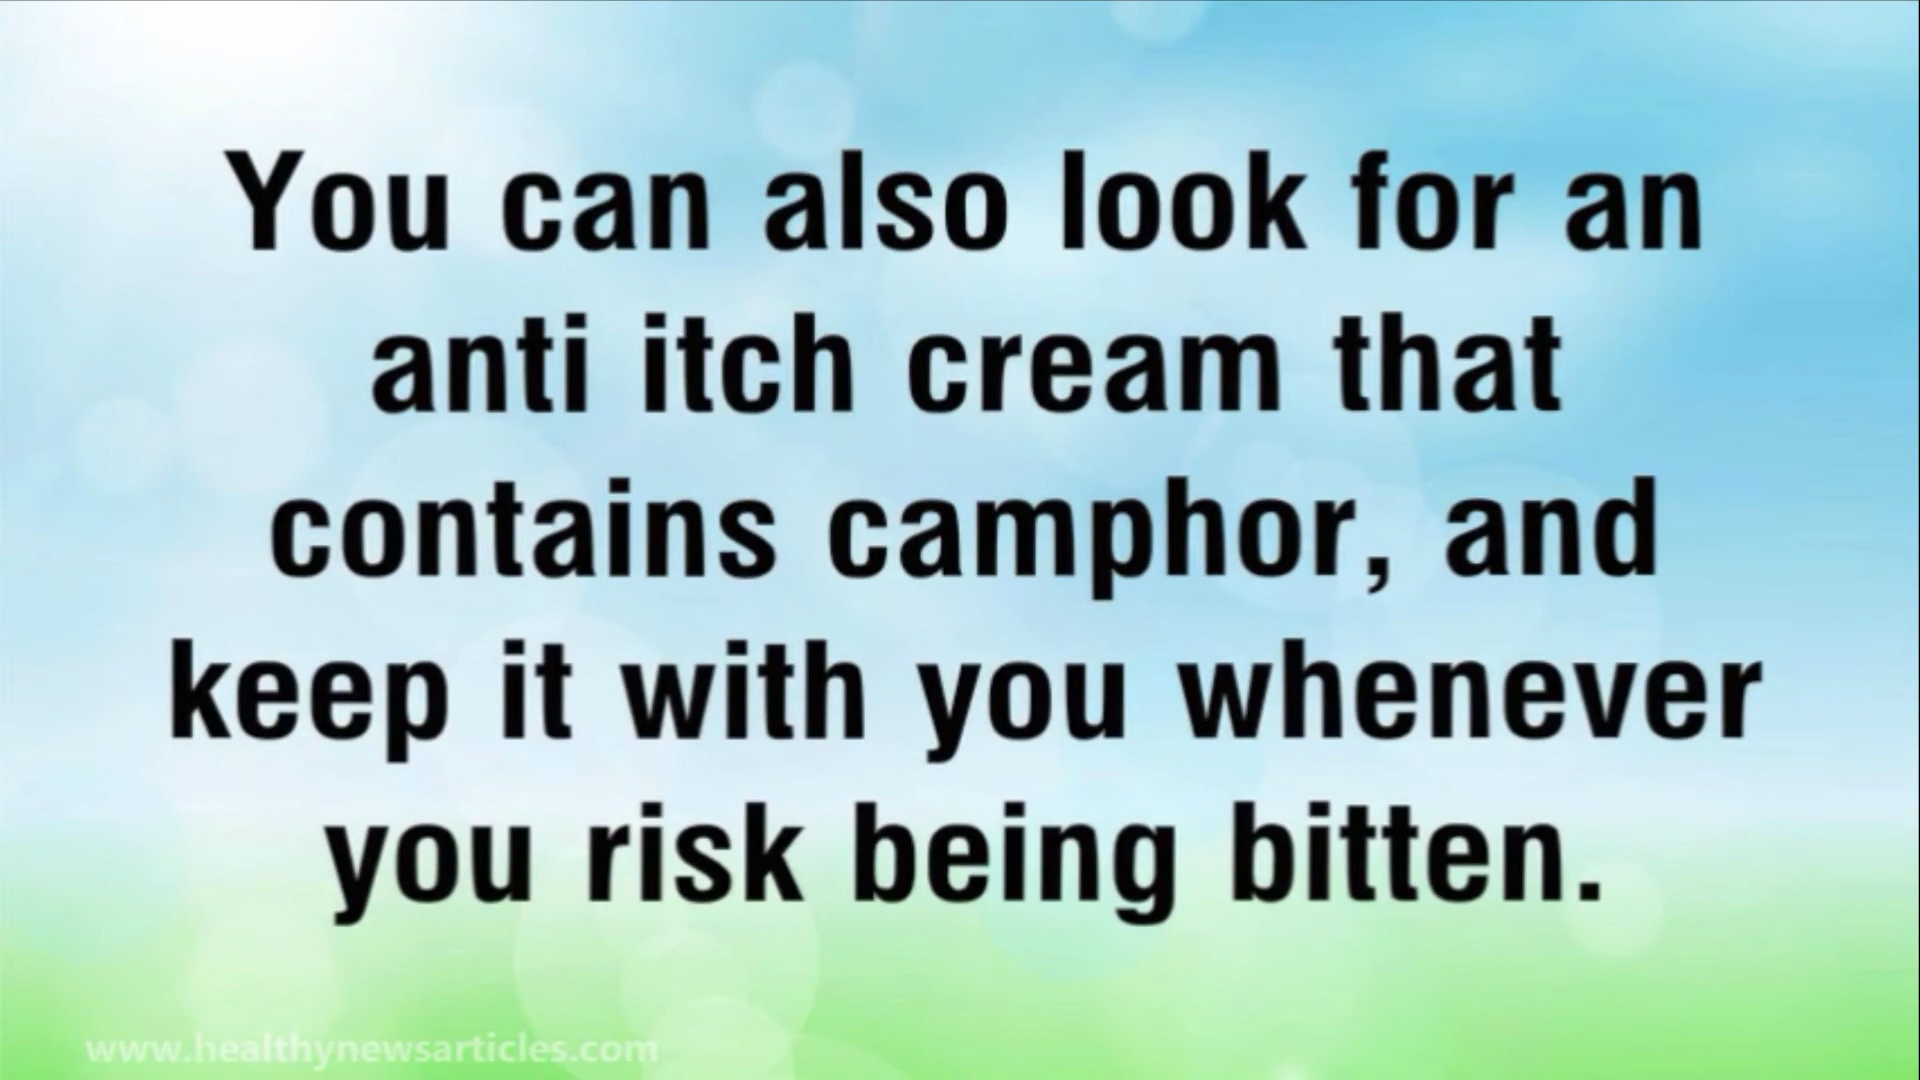 You can also look for an
anti itch cream that
contains camphor, and
keep it with you whenever
you risk being bitten.
www.healthynewsarticles.com